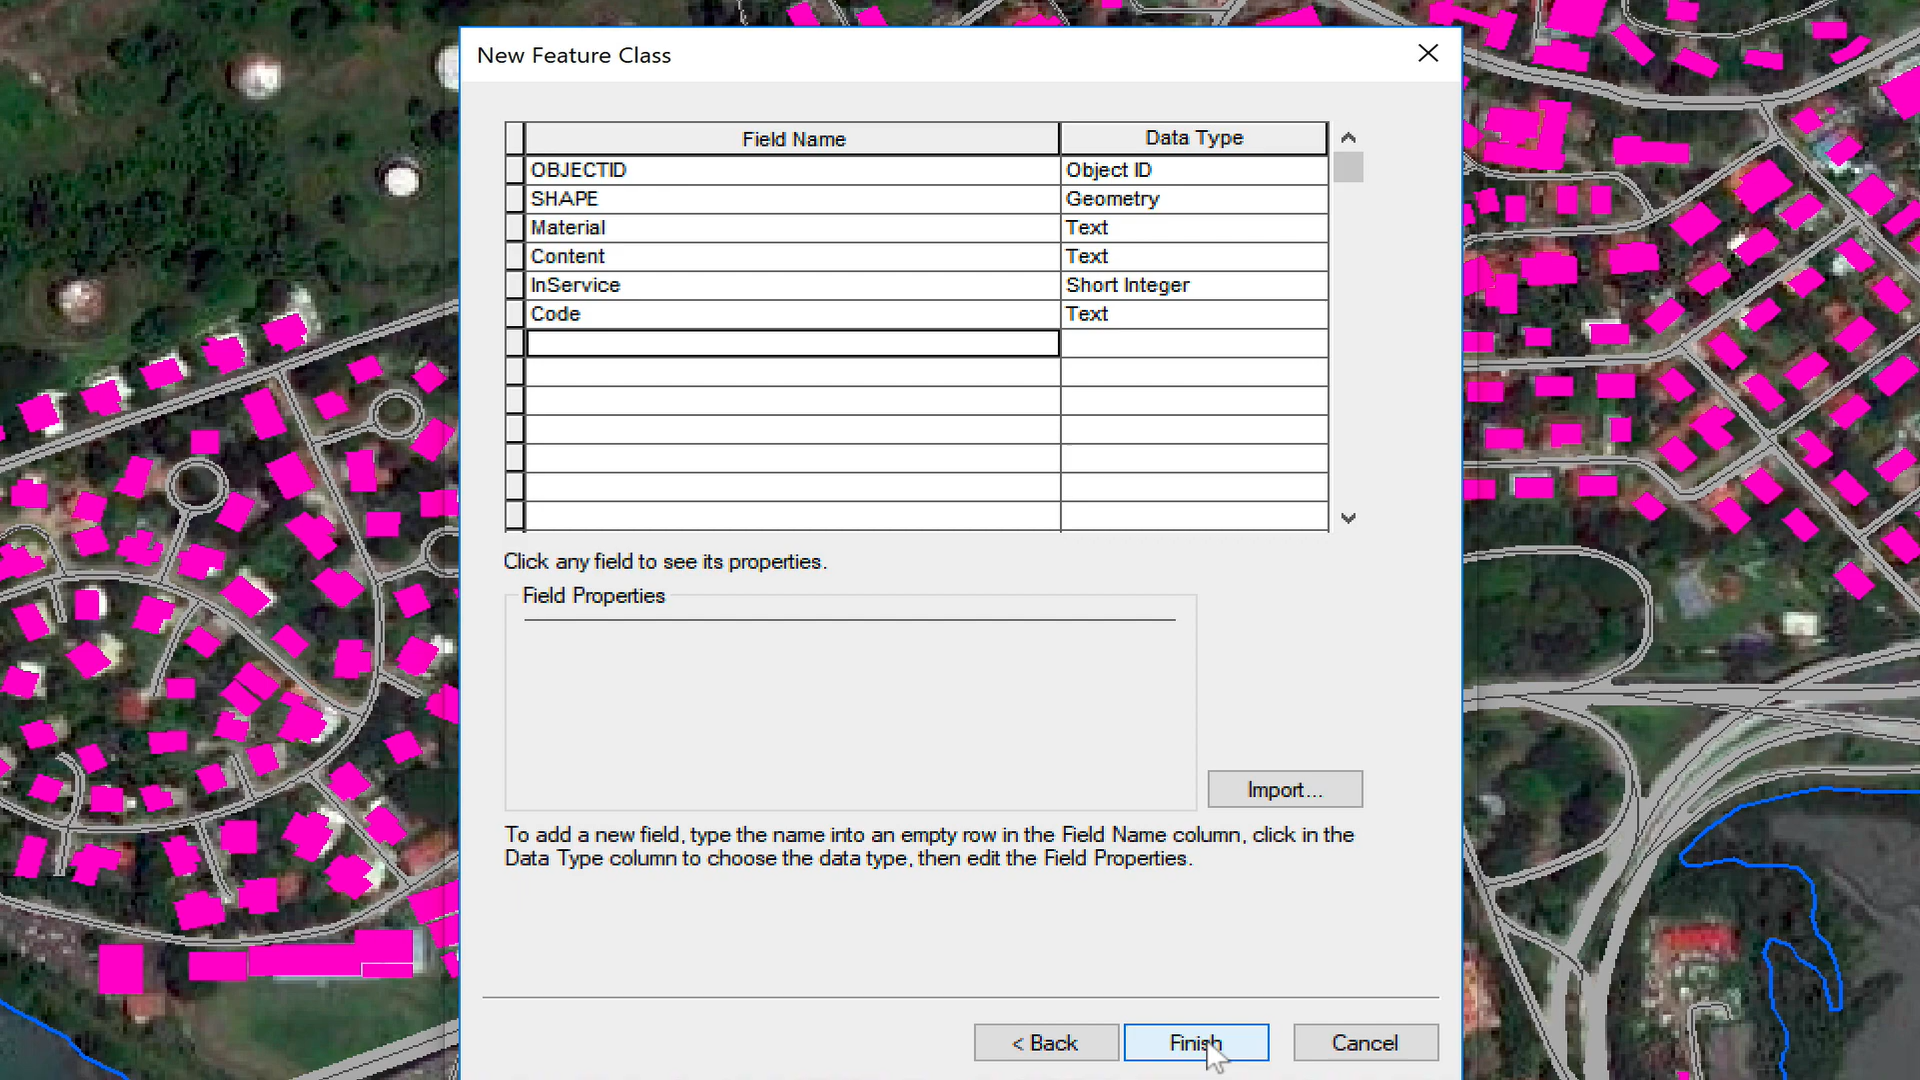 New Feature Class
Field Name Data Type
OBJECTID Object ID
SHAPE Geometry
Material Text
Content Text
InService Short Integer
Code Text
Click any field to see its properties.
Field Properties
Import...
To add a new field, type the name into an empty row in the Field Name column, click in the
Data Type column to choose the data type, then edit the Field Properties.
< Back Finish Cancel